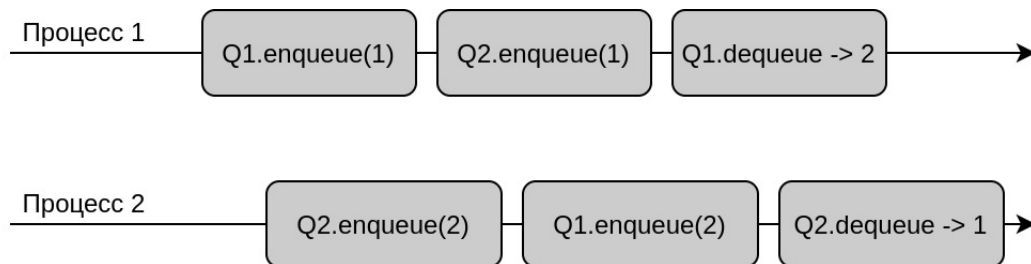 Процесс 1
Q1.enqueue(1) Q2.enqueue(1) Q1.dequeue -> 2
Процесс 2
Q2.enqueue(2) Q1.enqueue(2) Q2.dequeue -> 1